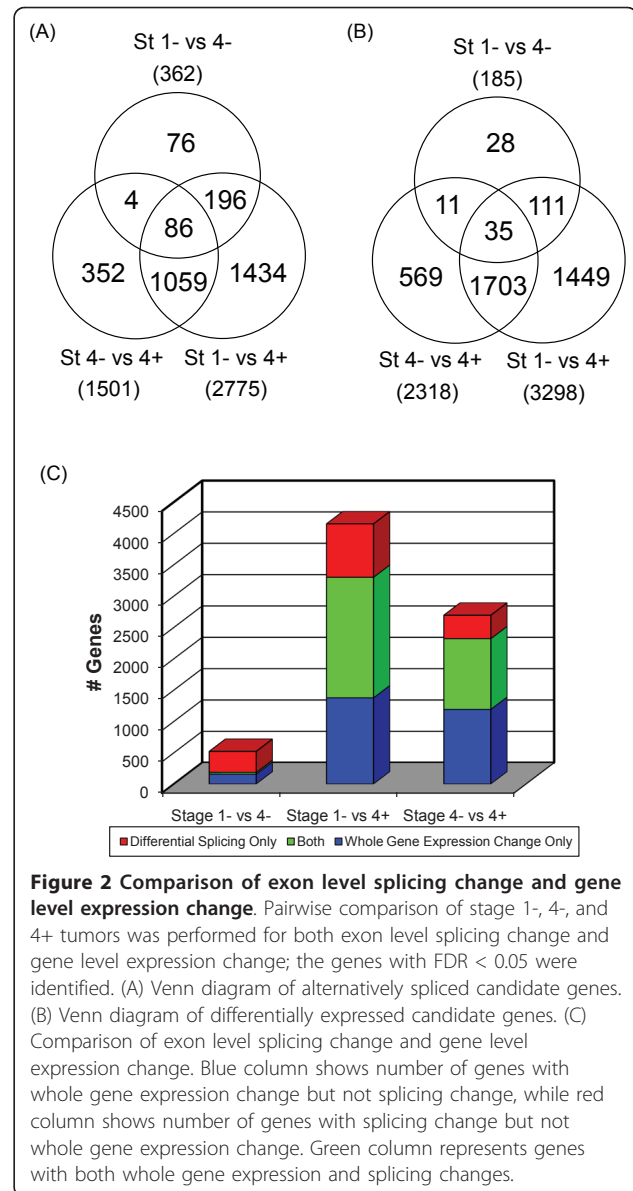 (A)
St 1- vs 4-
(362)
76
4
196
86
352
1059
1434
St 4- vs 4+
(1501)
St 1- vs 4+
(2775)
(B)
St 1- vs 4-
(185)
28
11
111
35
569
1703
1449
St 4- vs 4+
(2318)
St 1- vs 4+
(3298)
(C)
# Genes
4500
4000
3500
3000
2500
2000
1500
1000
500
0
Stage 1- vs 4- Stage 1- vs 4+ Stage 4- vs 4+
Differential Splicing Only Both Whole Gene Expression Change Only
Figure 2 Comparison of exon level splicing change and gene
level expression change. Pairwise comparison of stage 1-, 4-, and
4+ tumors was performed for both exon level splicing change and
gene level expression change; the genes with FDR < 0.05 were
identified. (A) Venn diagram of alternatively spliced candidate genes.
(B) Venn diagram of differentially expressed candidate genes. (C)
Comparison of exon level splicing change and gene level
expression change. Blue column shows number of genes with
whole gene expression change but not splicing change, while red
column shows number of genes with splicing change but not
whole gene expression change. Green column represents genes
with both whole gene expression and splicing changes.